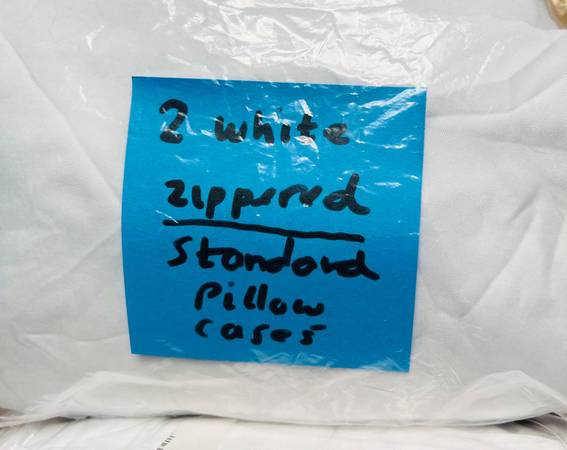 2 white
zippered
standard
pillow
cases